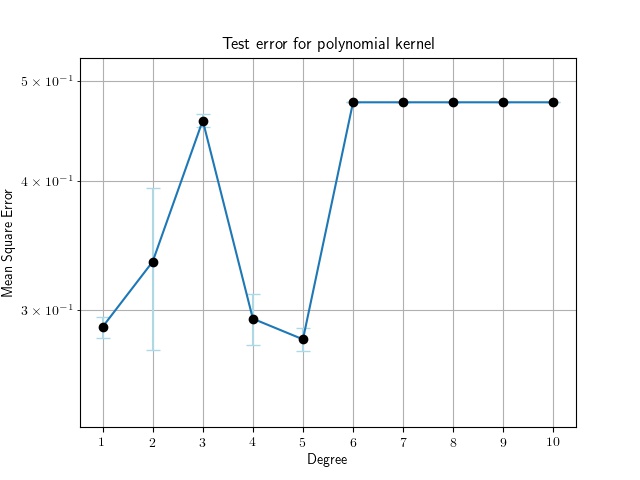 Test error for polynomial kernel
5 × 10⁻¹
4 × 10⁻¹
3 × 10⁻¹
Mean Square Error
1 2 3 4 5 6 7 8 9 10
Degree